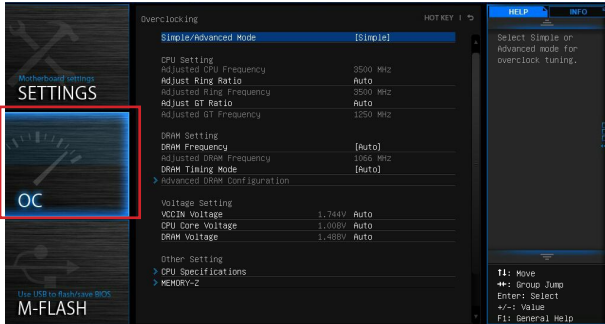 Overclocking
HOT KEY |
Simple/Advanced Mode [Simple]
CPU Setting
Adjusted CPU Frequency 3500 MHz
Adjust Ring Ratio Auto
Adjusted Ring Frequency 3500 MHz
Adjust GT Ratio Auto
Adjusted GT Frequency 1250 MHz
DRAM Setting
DRAM Frequency [Auto]
Adjusted DRAM Frequency 1066 MHz
DRAM Timing Mode [Auto]
> Advanced DRAM Configuration
Voltage Setting
VCCIN Voltage 1.744V Auto
CPU Core Voltage 1.008V Auto
DRAM Voltage 1.488V Auto
Other Setting
> CPU Specifications
> MEMORY-Z
Motherboard settings
SETTINGS
OC
Use USB to flash/save BIOS
M-FLASH
HELP
INFO
Select Simple or
Advanced mode for
overclock tuning.
↑↓: Move
←→: Group Jump
Enter: Select
+/-: Value
F1: General Help